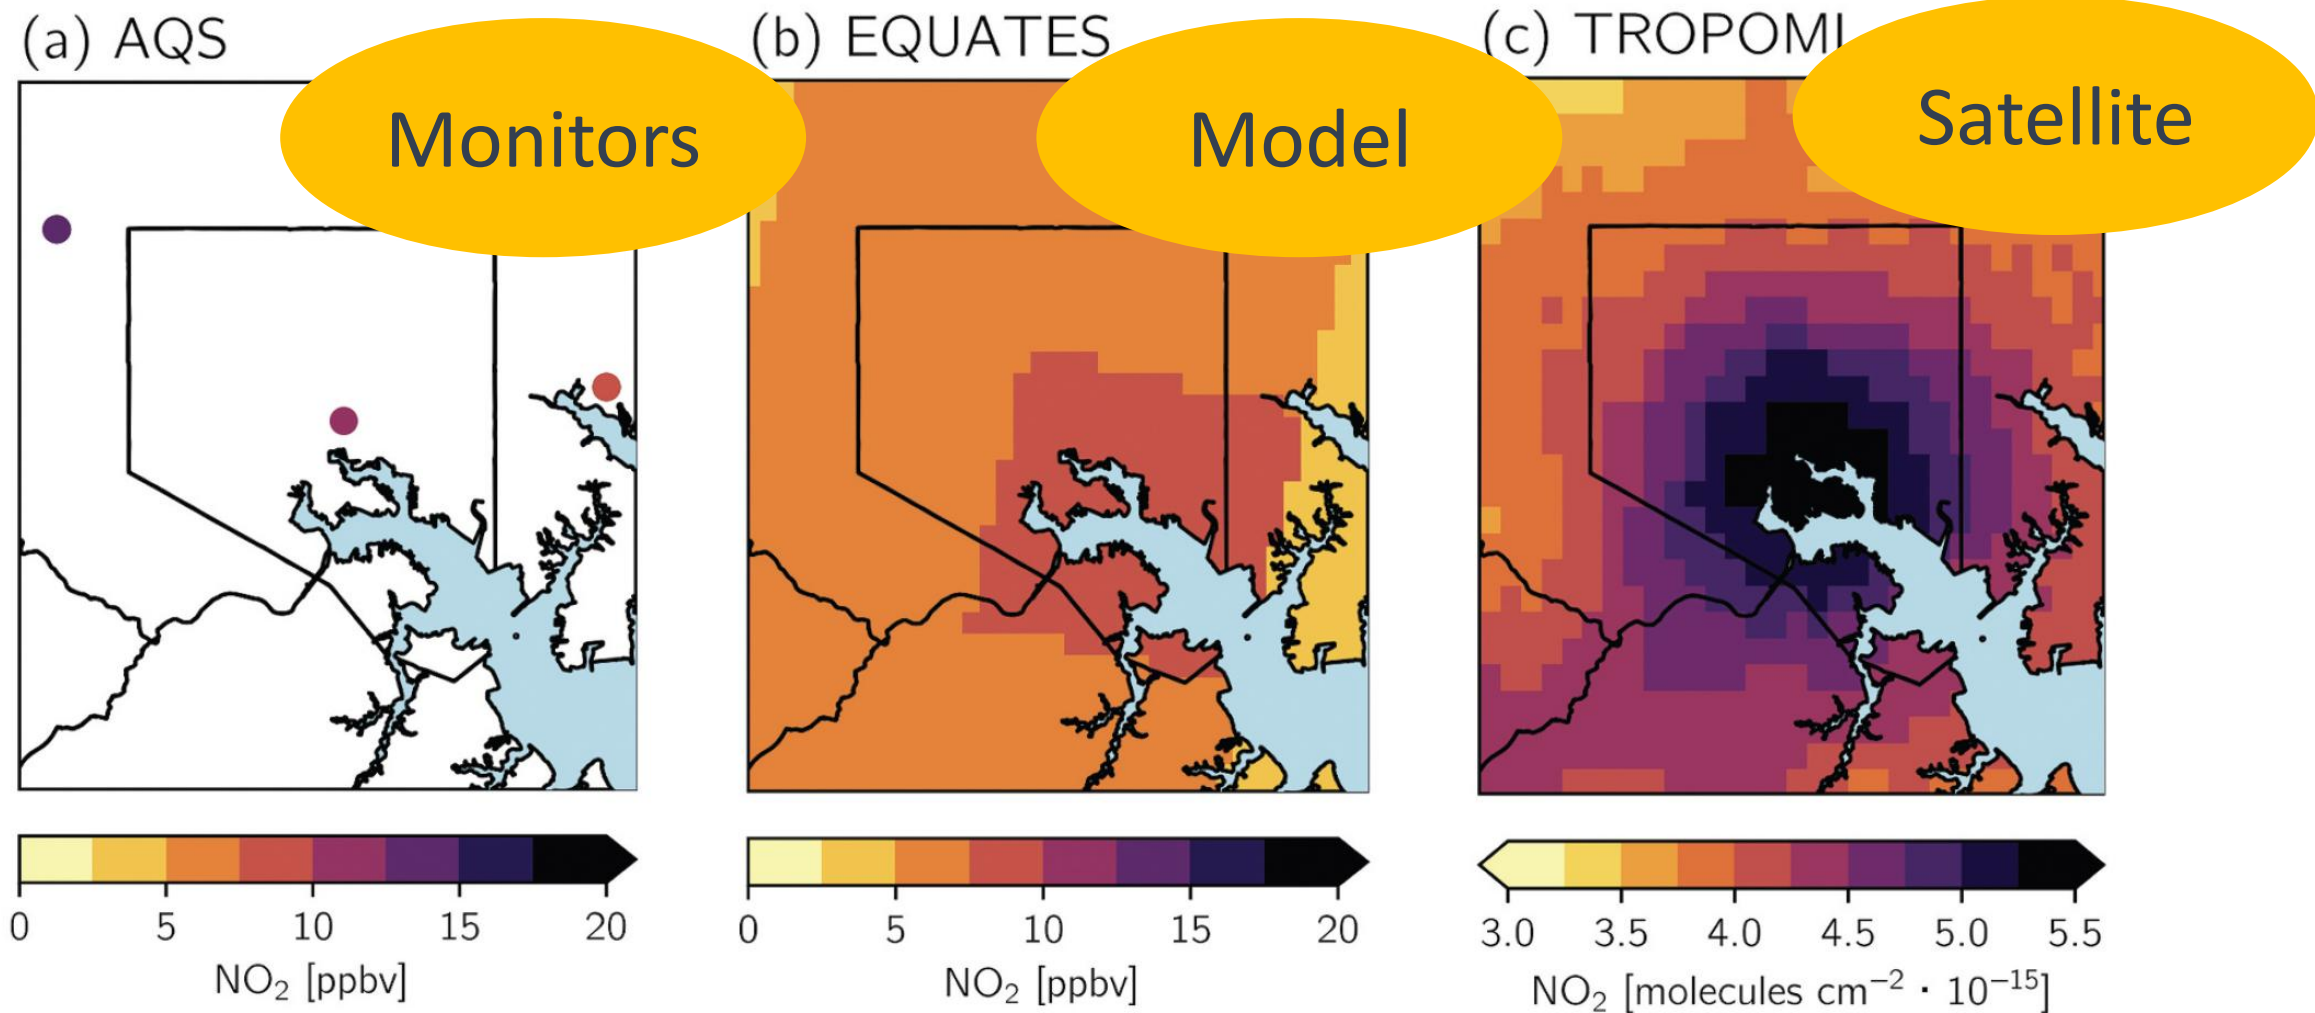 (a) AQS
Monitors
(b) EQUATES
Model
(c) TROPOMI
Satellite
0 5 10 15 20
NO₂ [ppbv]
0 5 10 15 20
NO₂ [ppbv]
3.0 3.5 4.0 4.5 5.0 5.5
NO₂ [molecules cm⁻² · 10⁻¹⁵]